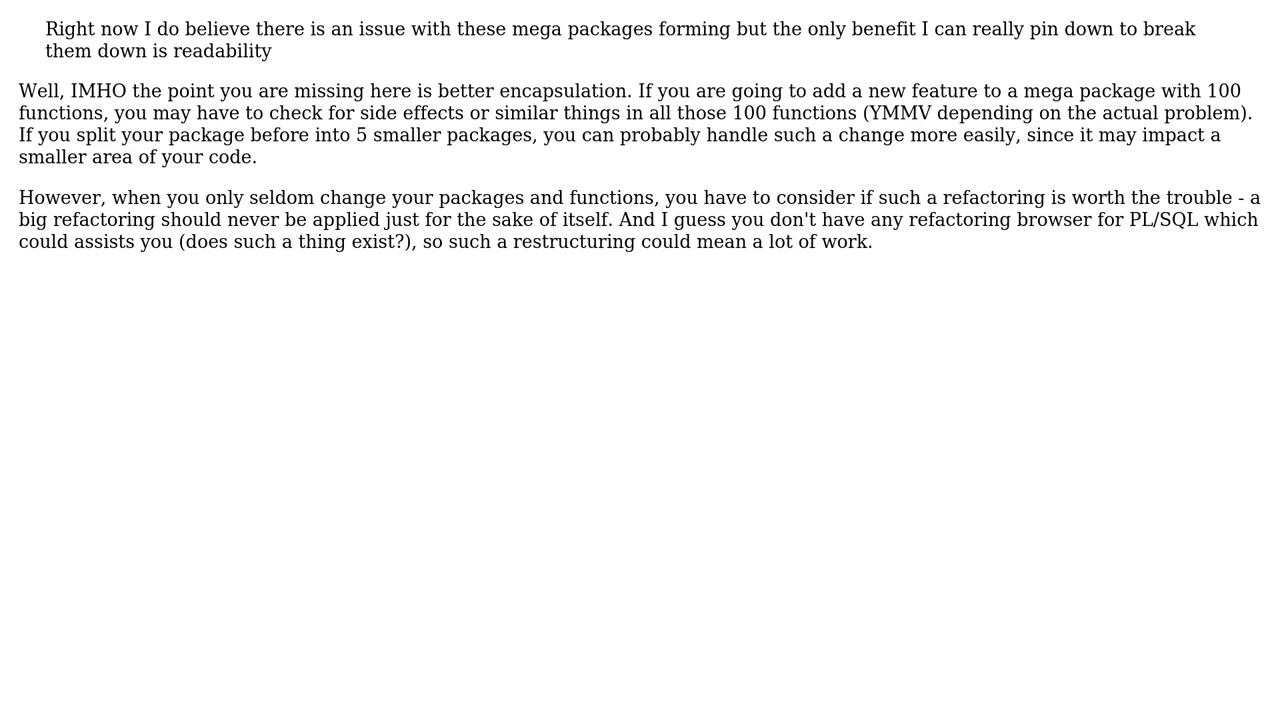 Right now I do believe there is an issue with these mega packages forming but the only benefit I can really pin down to break
them down is readability
Well, IMHO the point you are missing here is better encapsulation. If you are going to add a new feature to a mega package with 100
functions, you may have to check for side effects or similar things in all those 100 functions (YMMV depending on the actual problem).
If you split your package before into 5 smaller packages, you can probably handle such a change more easily, since it may impact a
smaller area of your code.
However, when you only seldom change your packages and functions, you have to consider if such a refactoring is worth the trouble - a
big refactoring should never be applied just for the sake of itself. And I guess you don't have any refactoring browser for PL/SQL which
could assists you (does such a thing exist?), so such a restructuring could mean a lot of work.